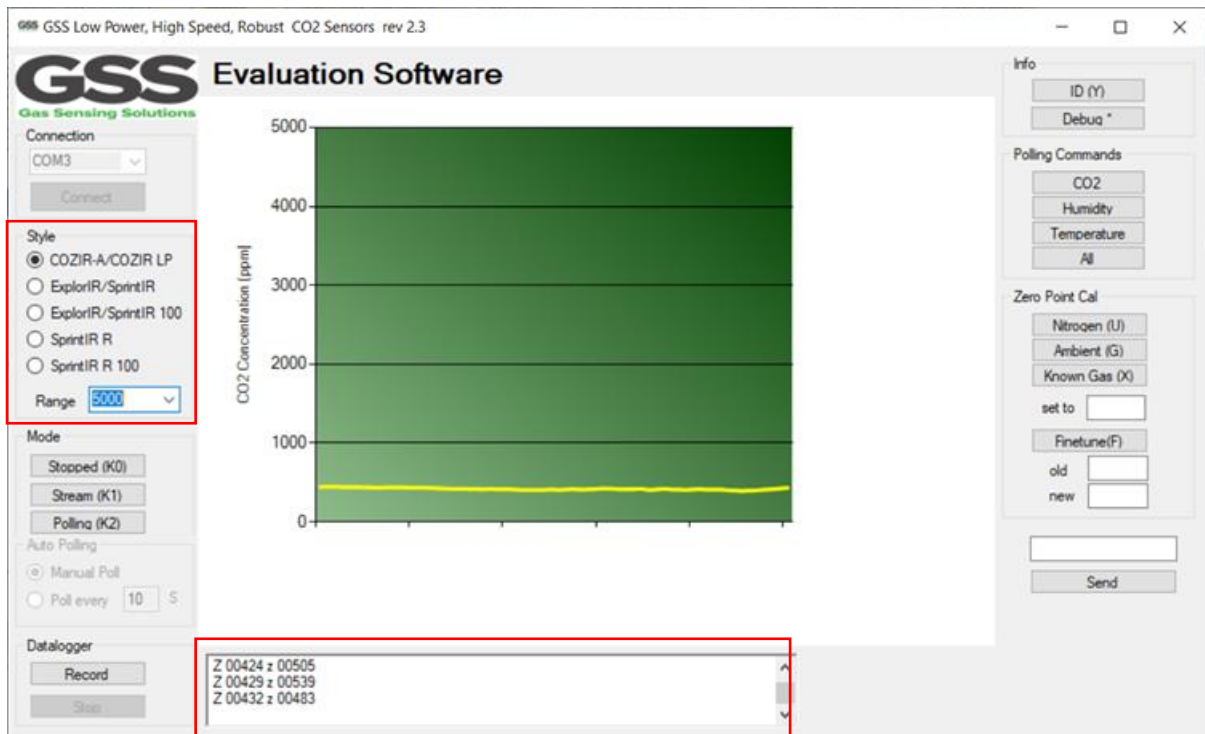 GSS GSS Low Power, High Speed, Robust CO2 Sensors rev 2.3
GSS
Gas Sensing Solutions
Evaluation Software
Connection
COM3
Connect
Style
COZIR-A/COZIR LP
ExplorIR/SprintIR
ExplorIR/SprintIR 100
SprintIR R
SprintIR R 100
Range 5000
Mode
Stopped (K0)
Stream (K1)
Polling (K2)
Auto Polling
Manual Poll
Poll every 10 S
Datalogger
Record
Stop
CO2 Concentration [ppm]
5000
4000
3000
2000
1000
0
Z 00424 z 00505
Z 00429 z 00539
Z 00432 z 00483
Info
ID (Y)
Debug *
Polling Commands
CO2
Humidity
Temperature
All
Zero Point Cal
Nitrogen (U)
Ambient (G)
Known Gas (X)
set to
Finetune(F)
old
new
Send